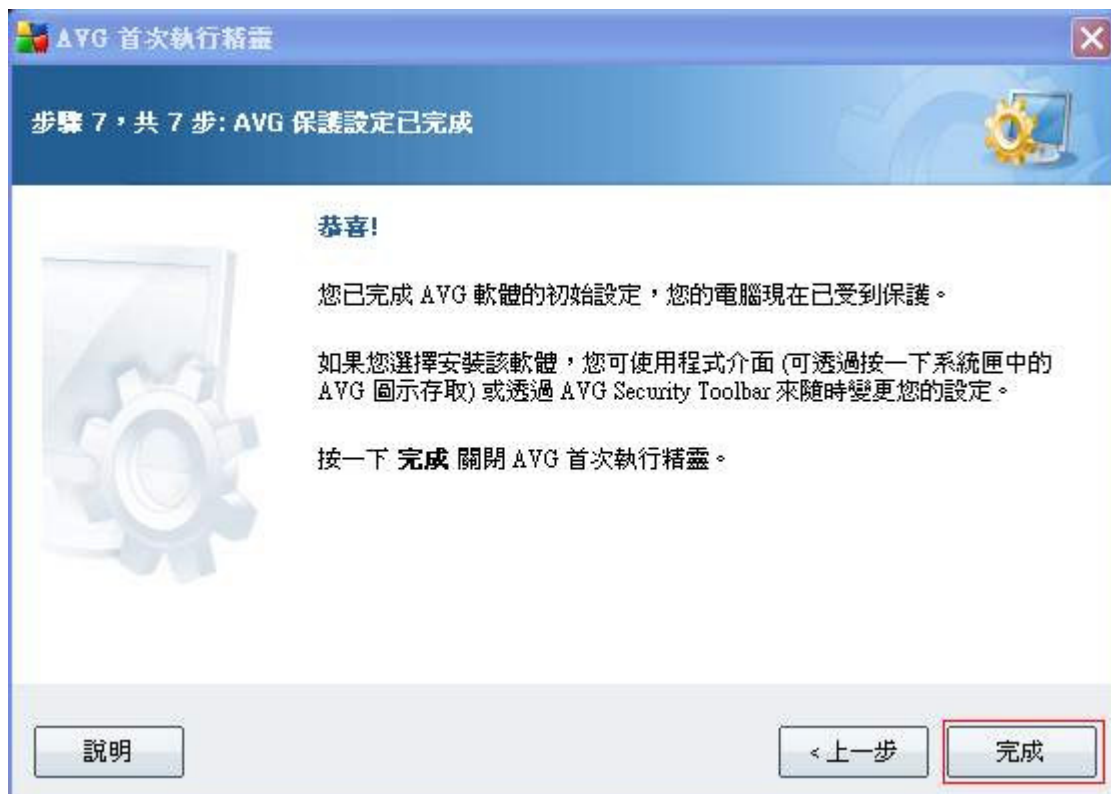 AVG 首次執行精靈
步驟 7，共 7 步: AVG 保護設定已完成
恭喜!
您已完成 AVG 軟體的初始設定，您的電腦現在已受到保護。
如果您選擇安裝該軟體，您可使用程式介面 (可透過按一下系統匣中的
AVG 圖示存取) 或透過 AVG Security Toolbar 來隨時變更您的設定。
按一下 完成 關閉 AVG 首次執行精靈。
說明
<上一步
完成